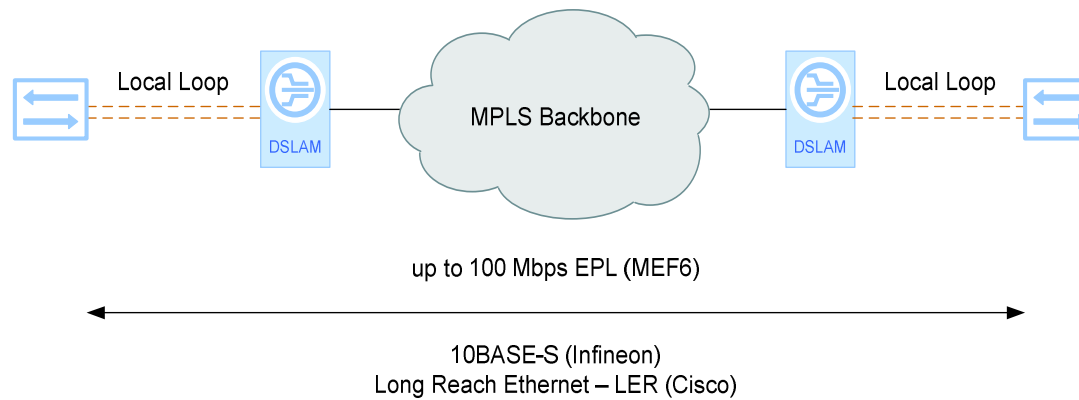 Local Loop
Local Loop
MPLS Backbone
DSLAM
DSLAM
up to 100 Mbps EPL (MEF6)
10BASE-S (Infineon)
Long Reach Ethernet – LER (Cisco)